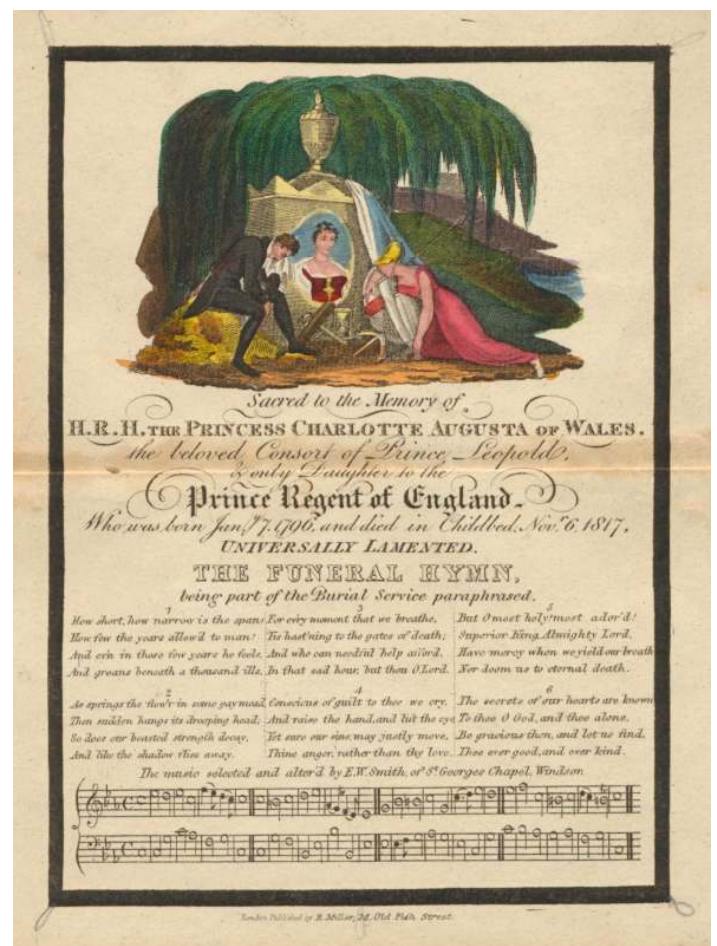 Sacred to the Memory of
H.R.H. THE PRINCESS CHARLOTTE AUGUSTA OF WALES.
the beloved Consort of Prince Leopold,
& only Daughter to the
Prince Regent of England.
Who was born Jany. 7. 1796, and died in Childbed, Novr. 6, 1817,
UNIVERSALLY LAMENTED.
THE FUNERAL HYMN,
being part of the Burial Service paraphrased.
1
How short, how narrow is the span!
How few the years allow'd to man!
And e'en in those few years he feels,
And groans beneath a thousand ills.
2
As springs the flow'r in some gay mead,
Then sudden hangs its drooping head;
So does our boasted strength decay,
And like the shadow flies away.
3
For ev'ry moment that we breathe,
Tis hast'ning to the gates of death;
And who can needful help afford,
In that sad hour, but thou O Lord.
4
Conscious of guilt to thee we cry,
And raise the hand, and lift the eye
Yet sure our sins, may justly move,
Thine anger, rather than thy love.
5
But O most holy! most ador'd!
Superior King, Almighty Lord,
Have mercy when we yield our breath
Nor doom us to eternal death.
6
The secrets of our hearts are known
To thee O God, and thee alone,
Be gracious then, and let us find,
Thee ever good, and ever kind.
The music selected and alter'd by E.W. Smith, of St. Georges Chapel, Windsor.
London Published by R. Miller, 24, Old Fish Street.